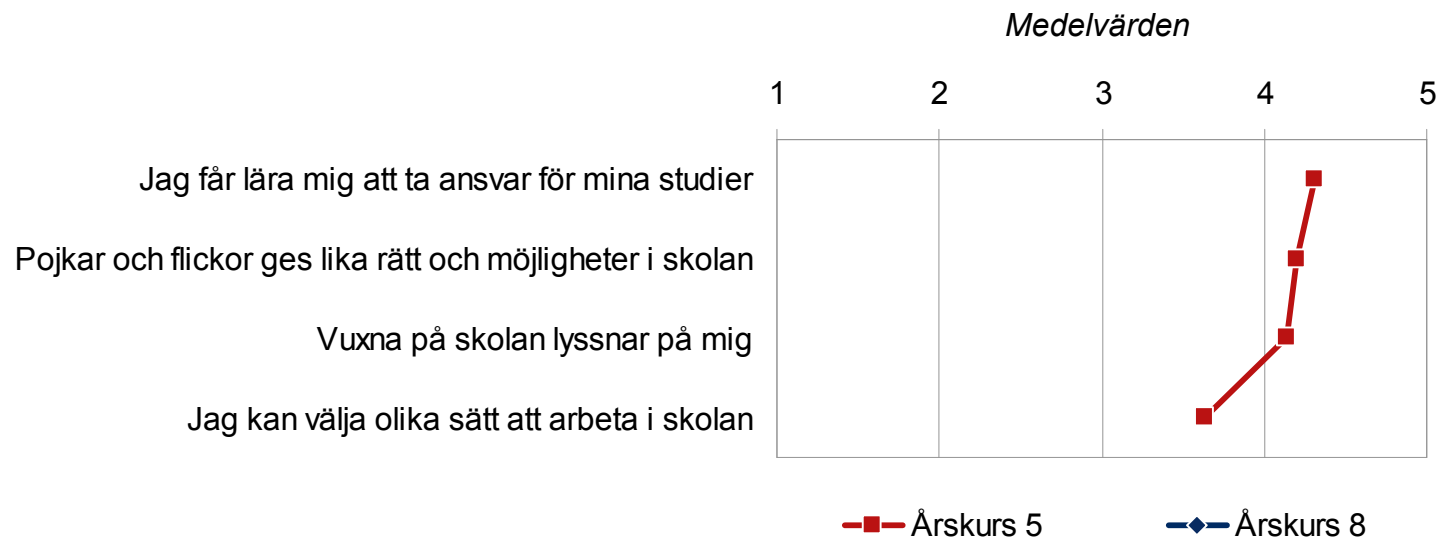 Medelvärden
1 2 3 4 5
Jag får lära mig att ta ansvar för mina studier
Pojkar och flickor ges lika rätt och möjligheter i skolan
Vuxna på skolan lyssnar på mig
Jag kan välja olika sätt att arbeta i skolan
Årskurs 5 Årskurs 8